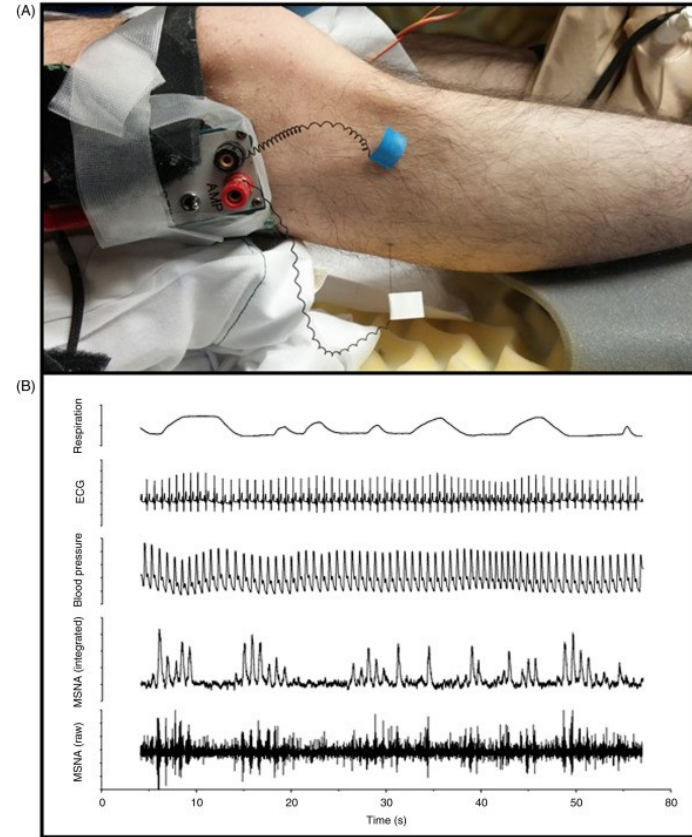 (A)
AMP
(B)
Respiration
ECG
Blood pressure
MSNA (integrated)
MSNA (raw)
0 10 20 30 40 50 60 70 80
Time (s)